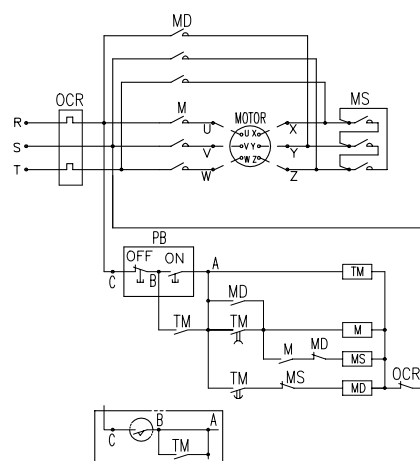 MD
OCR
M
MOTOR
MS
R
U
U X
X
S
V
V Y
Y
T
W
W Z
Z
PB
OFF
ON
A
C
B
TM
MD
TM
TM
M
M
MD
MS
TM
MS
MD
OCR
B
A
C
TM